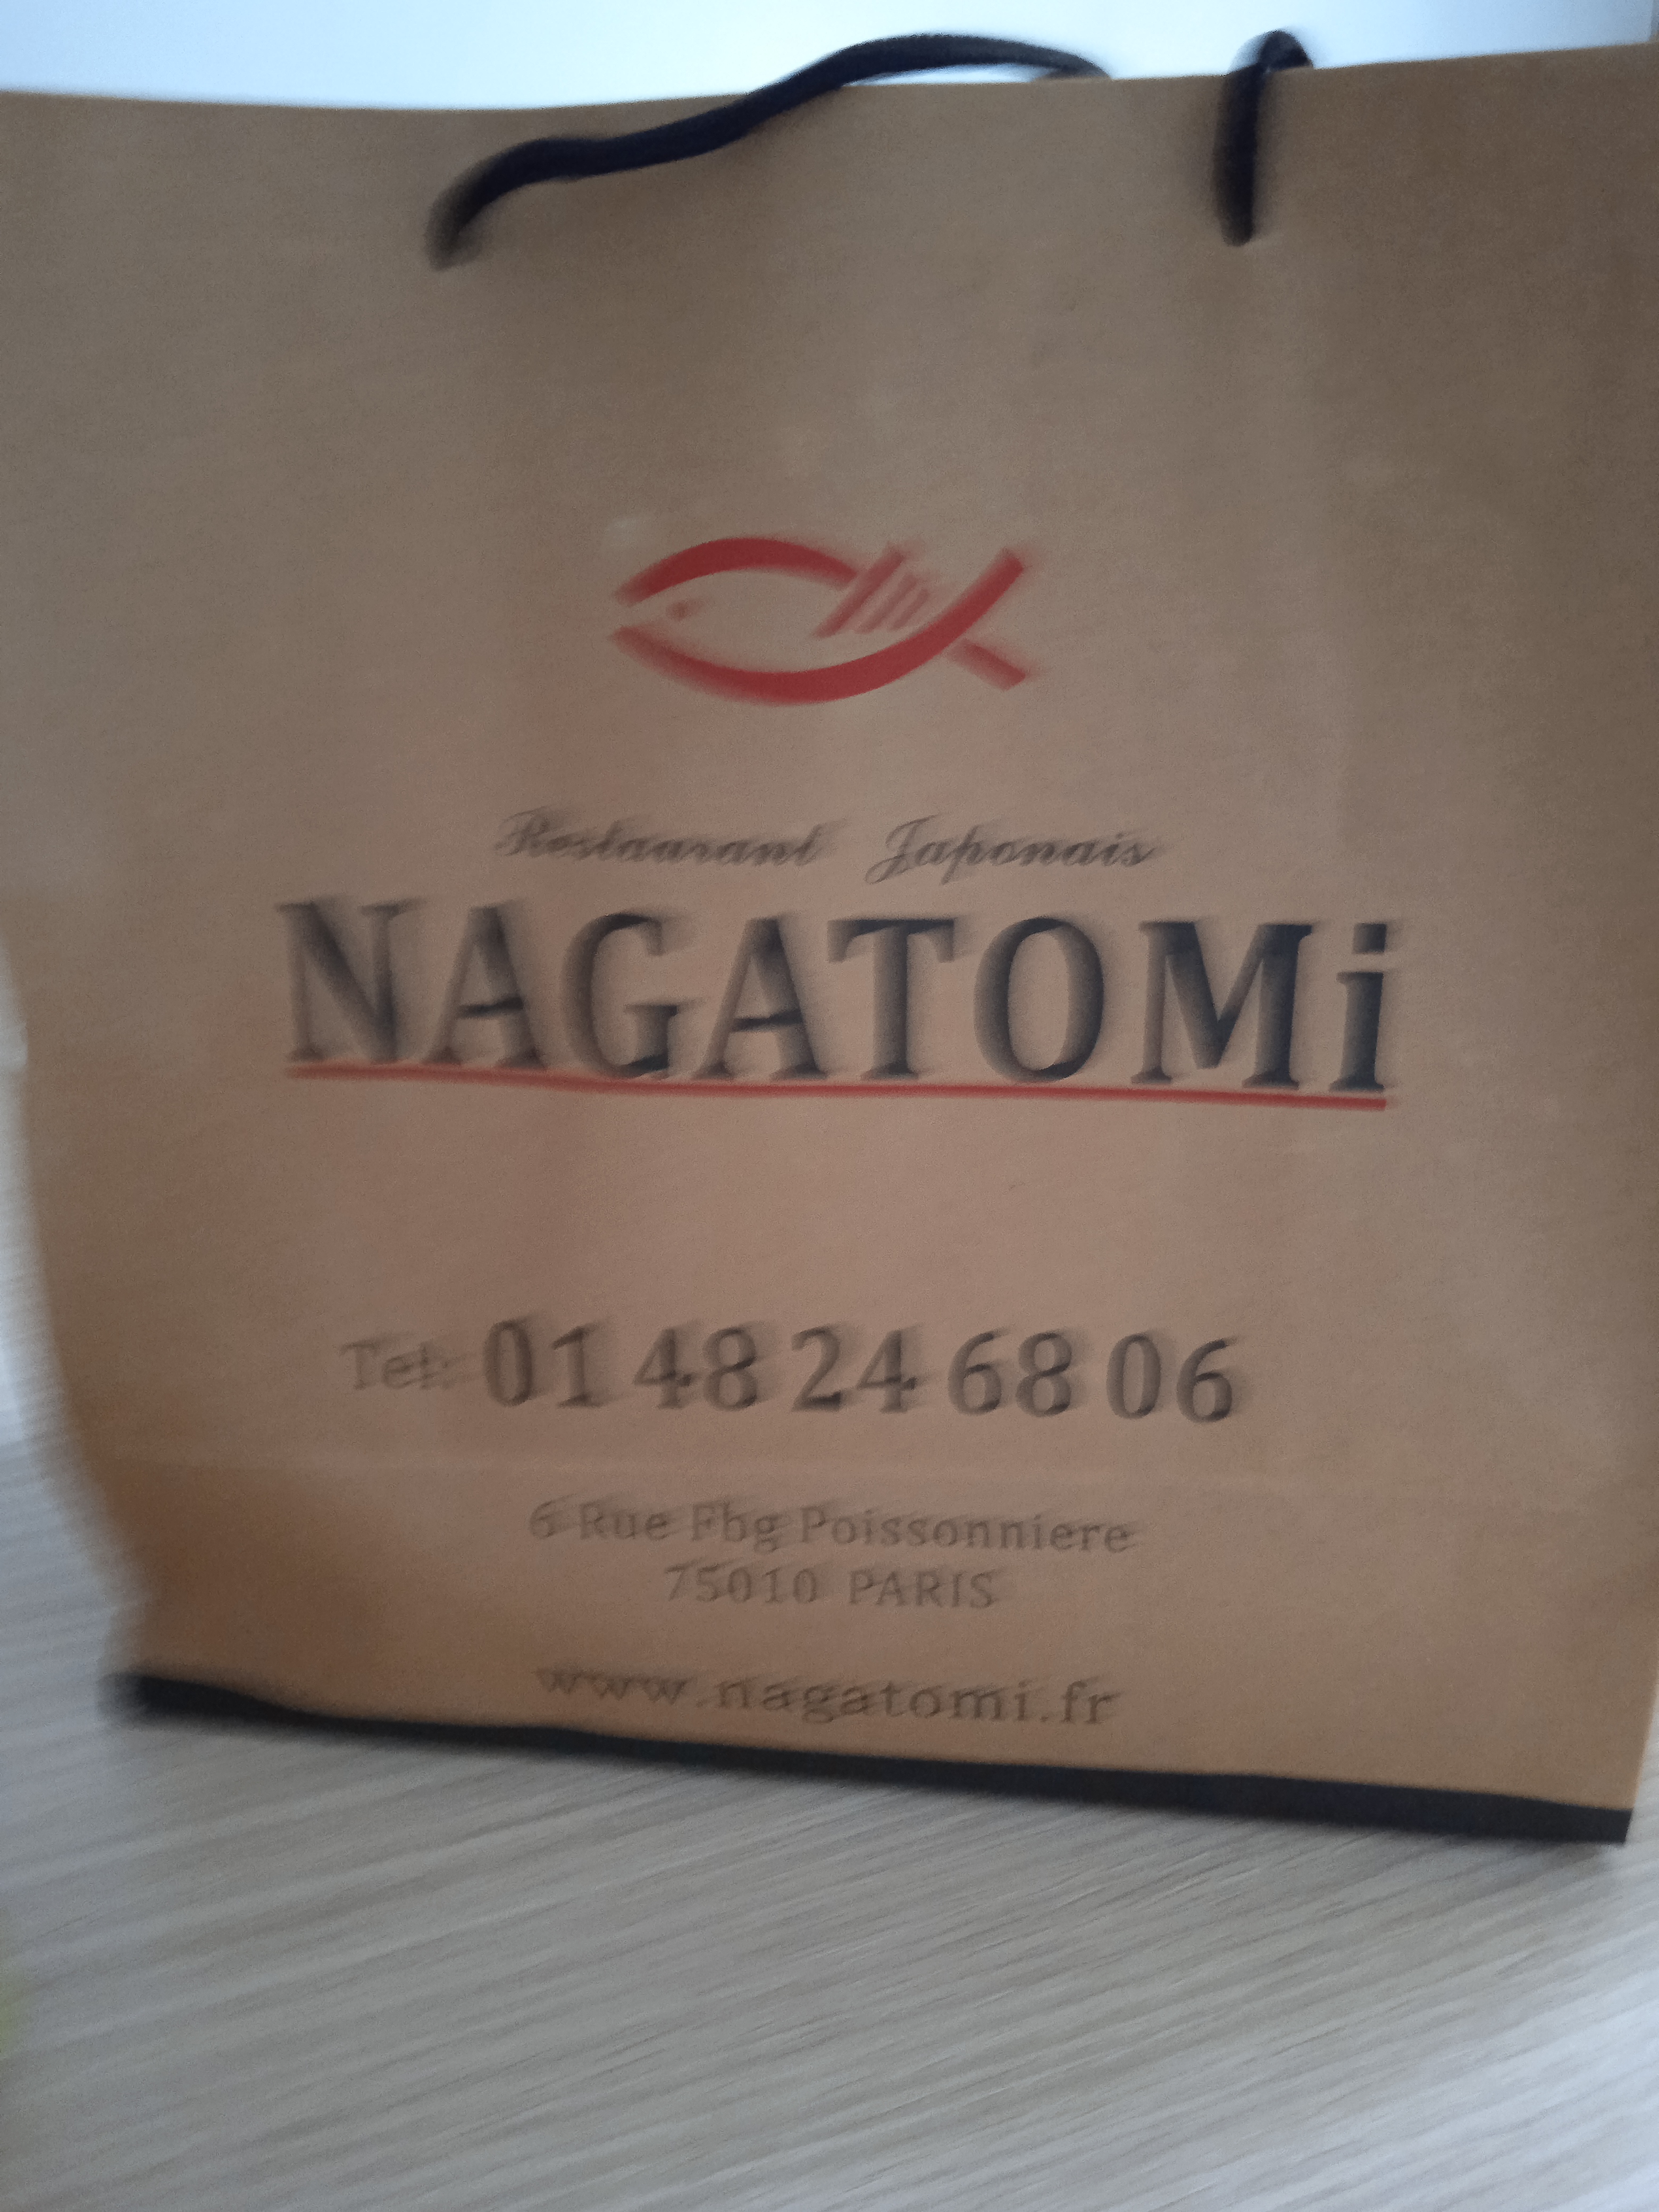 Restaurant Japonais
NAGATOMi
Tel: 01 48 24 68 06
6 Rue Fbg Poissonniere
75010 PARIS
www.nagatomi.fr